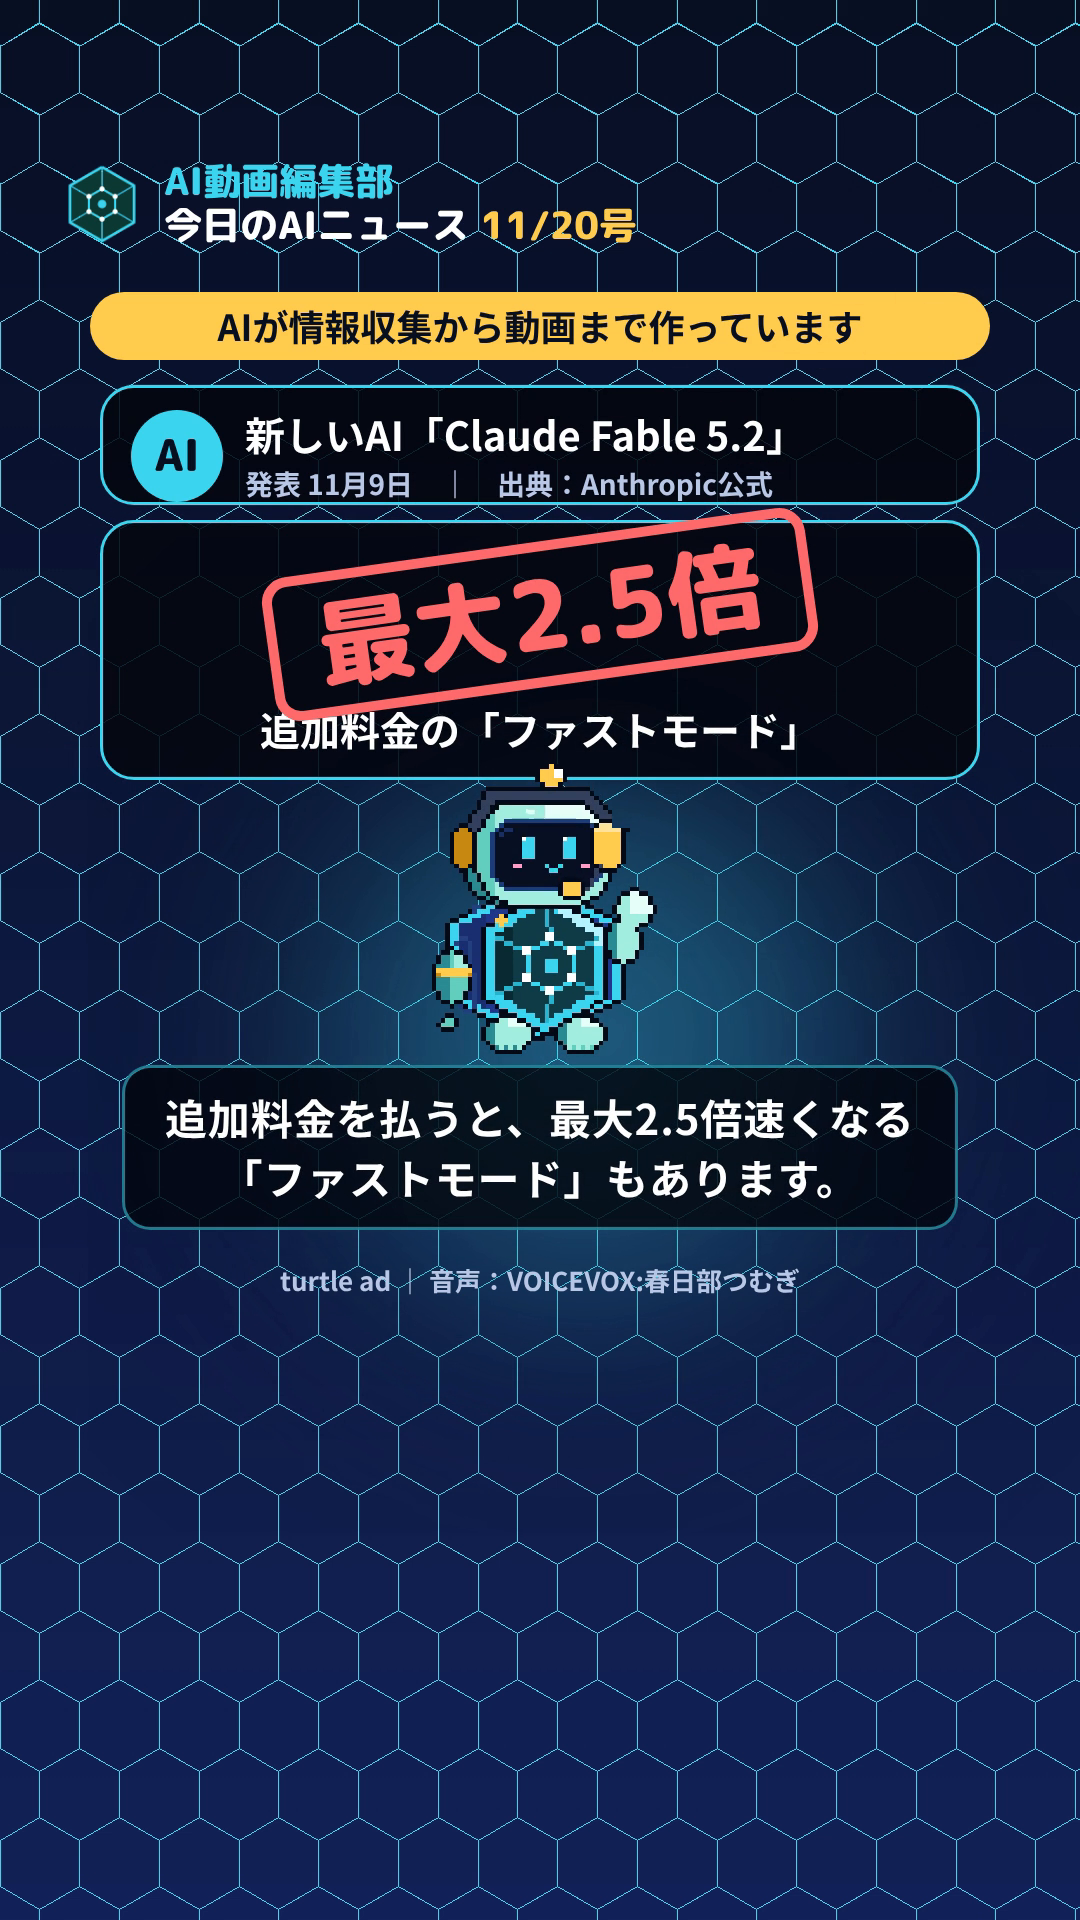 AI動画編集部
今日のAIニュース 11/20号
AIが情報収集から動画まで作っています
AI
新しいAI「Claude Fable 5.2」
発表 11月9日 ｜ 出典：Anthropic公式
最大2.5倍
追加料金の「ファストモード」
追加料金を払うと、最大2.5倍速くなる
「ファストモード」もあります。
turtle ad ｜ 音声：VOICEVOX:春日部つむぎ